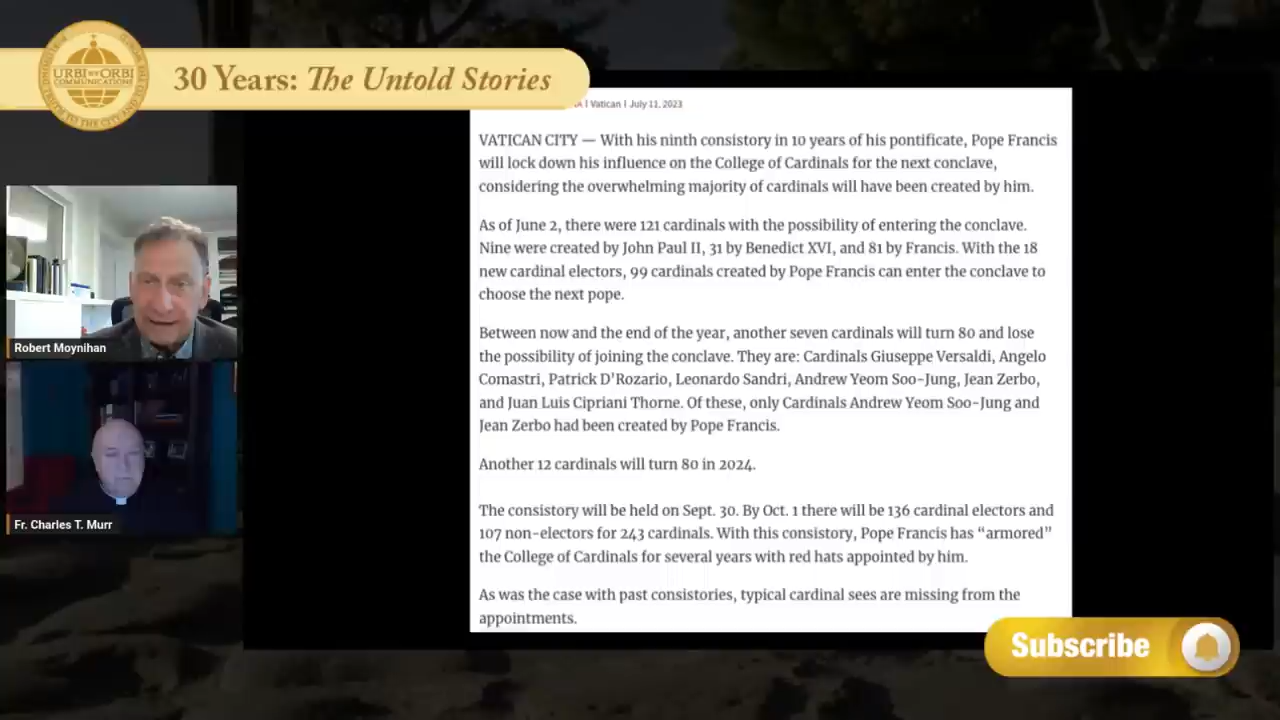 URBI ET ORBI
COMMUNICATIONS
30 Years: The Untold Stories
| Vatican | July 11, 2023
VATICAN CITY — With his ninth consistory in 10 years of his pontificate, Pope Francis
will lock down his influence on the College of Cardinals for the next conclave,
considering the overwhelming majority of cardinals will have been created by him.
As of June 2, there were 121 cardinals with the possibility of entering the conclave.
Nine were created by John Paul II, 31 by Benedict XVI, and 81 by Francis. With the 18
new cardinal electors, 99 cardinals created by Pope Francis can enter the conclave to
choose the next pope.
Between now and the end of the year, another seven cardinals will turn 80 and lose
the possibility of joining the conclave. They are: Cardinals Giuseppe Versaldi, Angelo
Comastri, Patrick D’Rozario, Leonardo Sandri, Andrew Yeom Soo-Jung, Jean Zerbo,
and Juan Luis Cipriani Thorne. Of these, only Cardinals Andrew Yeom Soo-Jung and
Jean Zerbo had been created by Pope Francis.
Another 12 cardinals will turn 80 in 2024.
The consistory will be held on Sept. 30. By Oct. 1 there will be 136 cardinal electors and
107 non-electors for 243 cardinals. With this consistory, Pope Francis has “armored”
the College of Cardinals for several years with red hats appointed by him.
As was the case with past consistories, typical cardinal sees are missing from the
appointments.
Robert Moynihan
Fr. Charles T. Murr
Subscribe